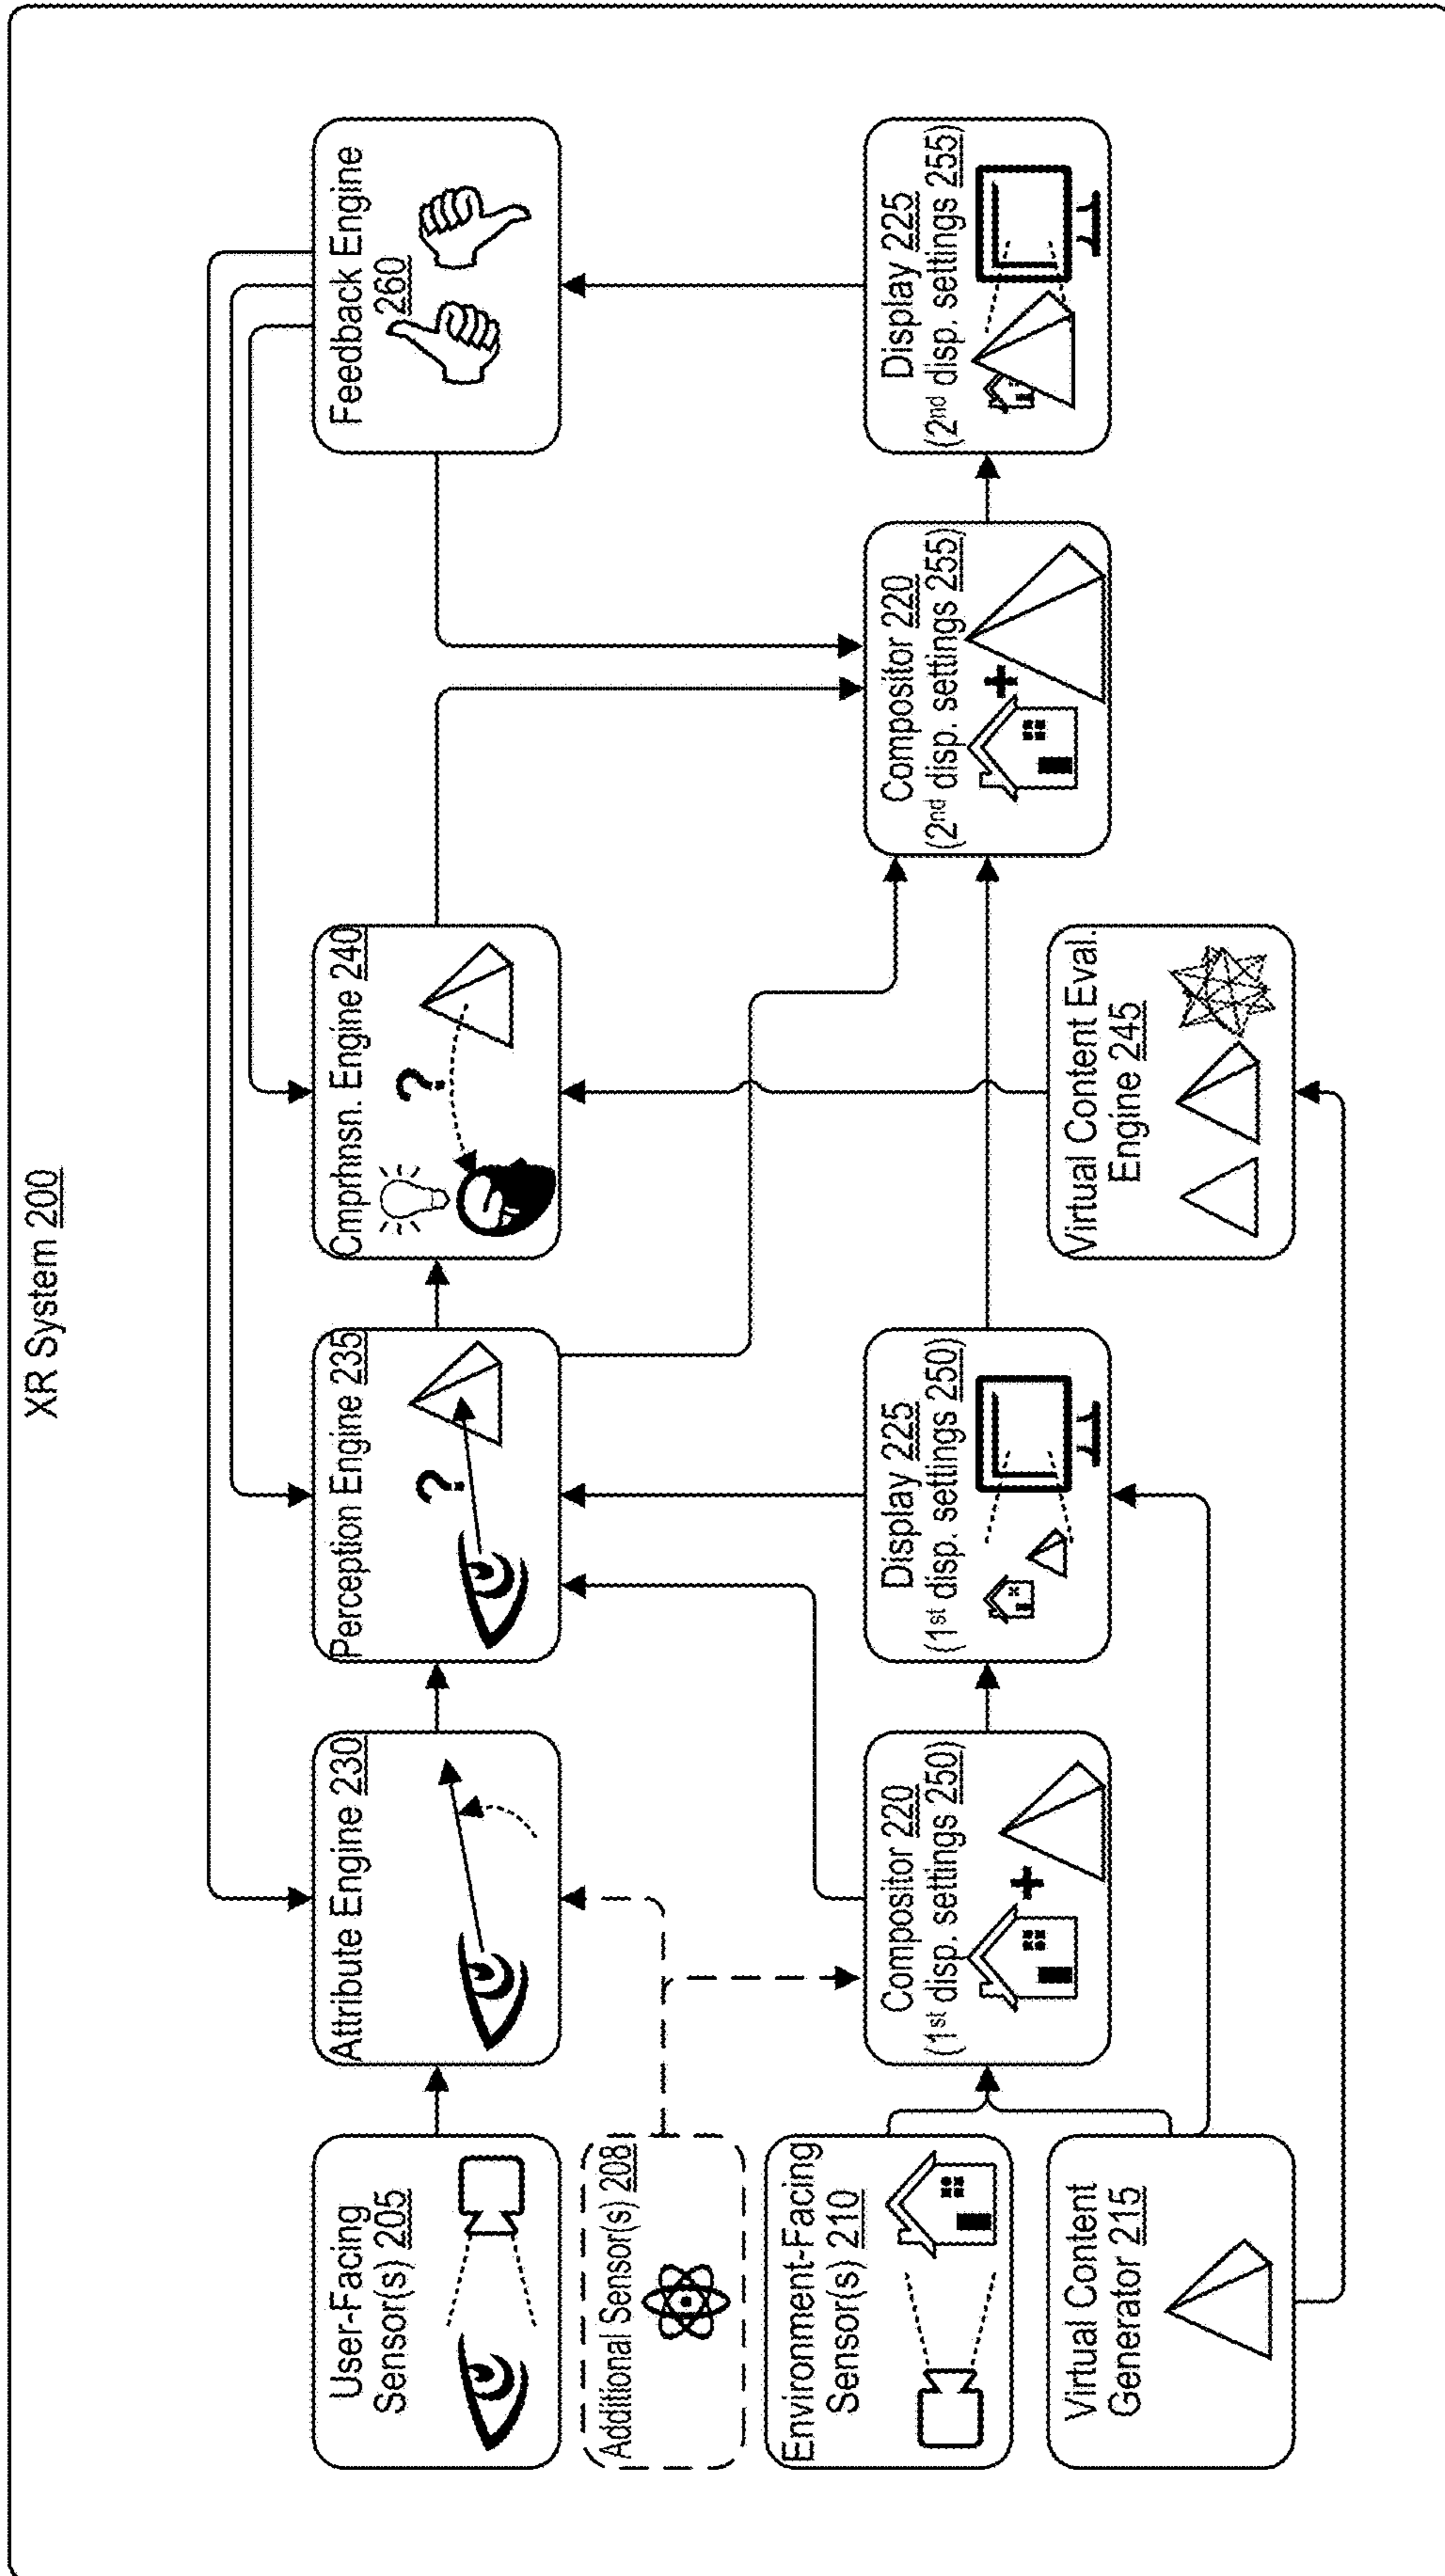 XR System 200
User-Facing
Sensor(s) 205
Attribute Engine 230
Perception Engine 235
Cmprhnsn. Engine 240
Feedback Engine
260
Additional Sensor(s) 208
Environment-Facing
Sensor(s) 210
Compositor 220
(1st disp. settings 250)
Display 225
(1st disp. settings 250)
Compositor 220
(2nd disp. settings 255)
Display 225
(2nd disp. settings 255)
Virtual Content
Generator 215
Virtual Content Eval.
Engine 245
?
?
+
+